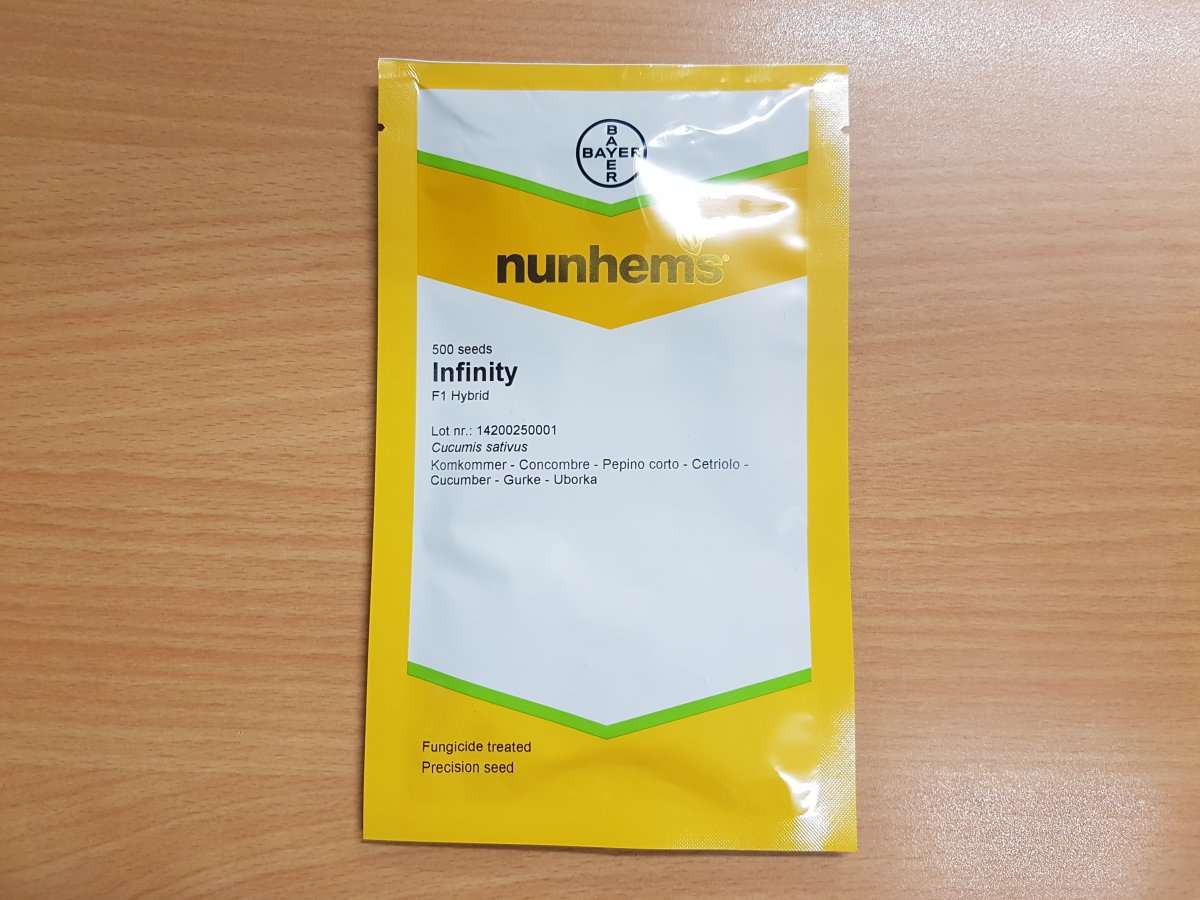 BAYER
BAYER
nunhems®
500 seeds
Infinity
F1 Hybrid
Lot nr.: 14200250001
Cucumis sativus
Komkommer - Concombre - Pepino corto - Cetriolo -
Cucumber - Gurke - Uborka
Fungicide treated
Precision seed